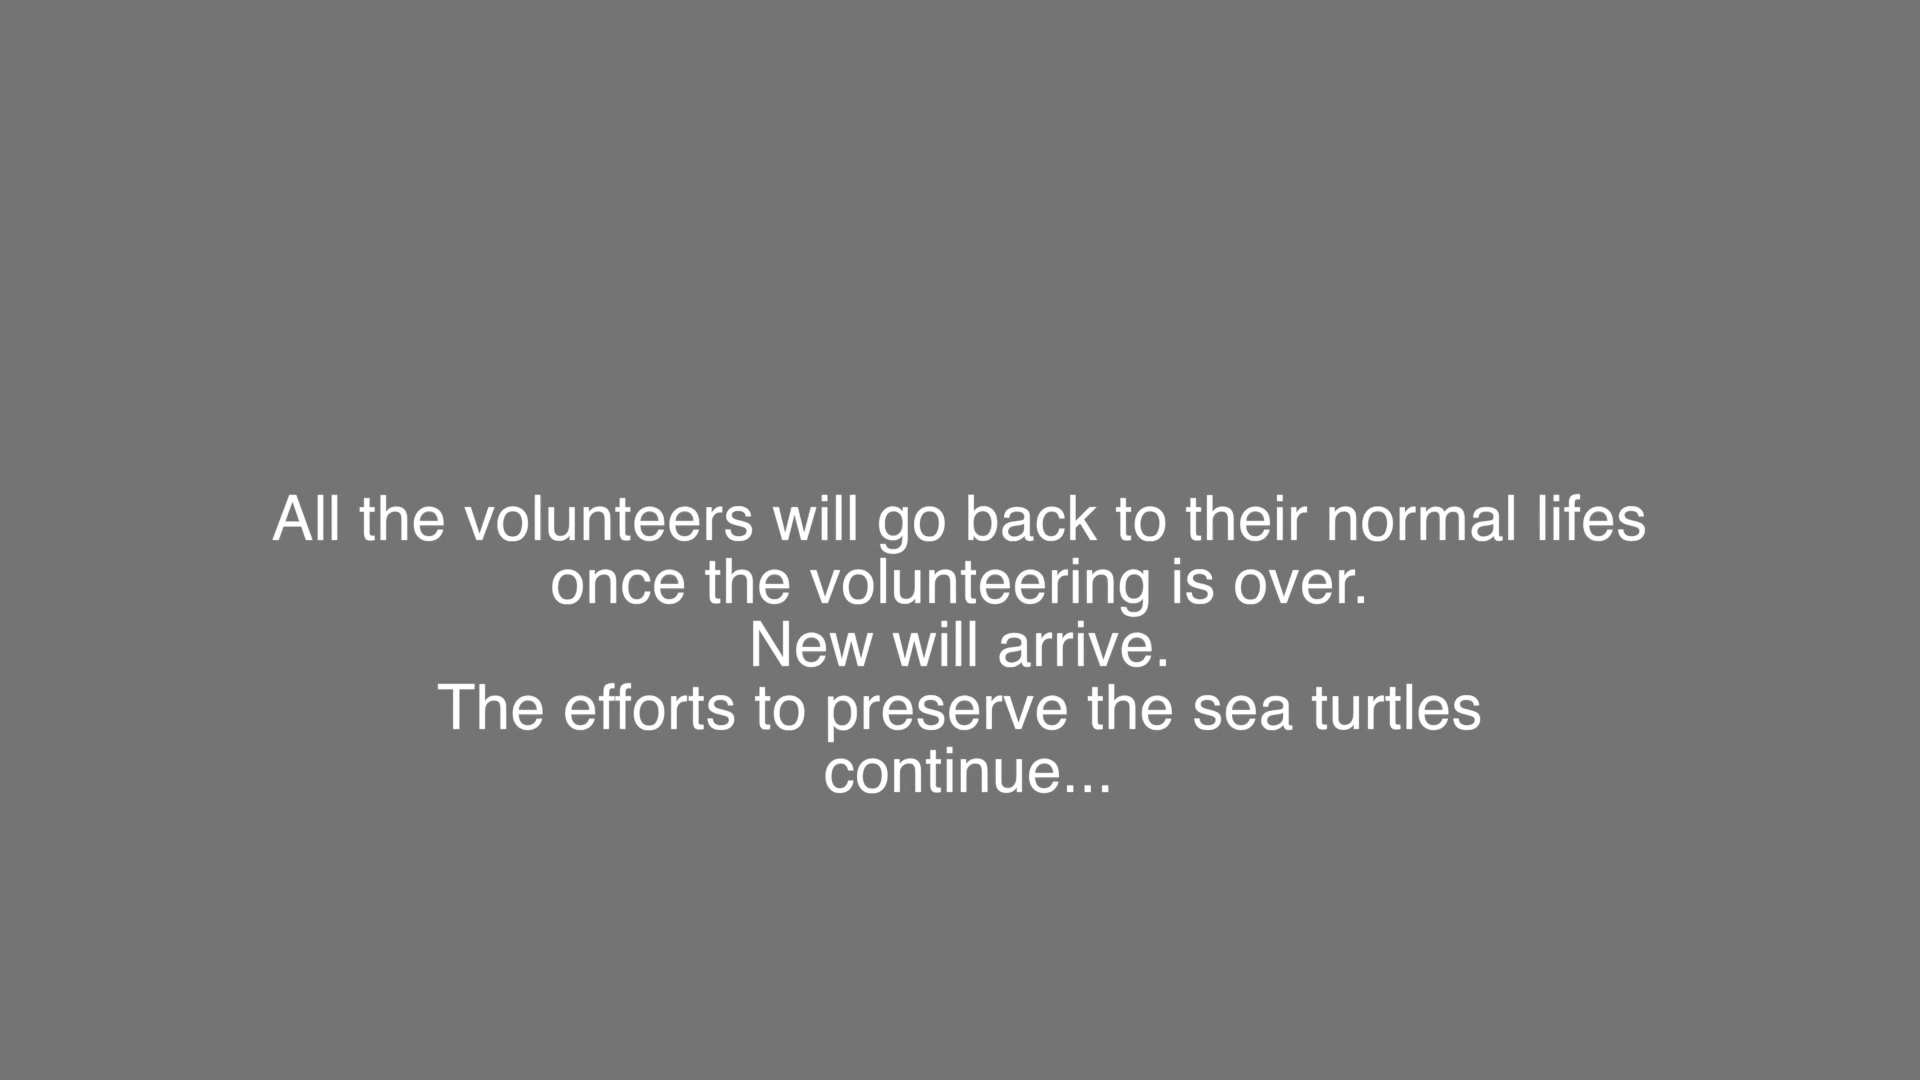 All the volunteers will go back to their normal lifes
once the volunteering is over.
New will arrive.
The efforts to preserve the sea turtles
continue...